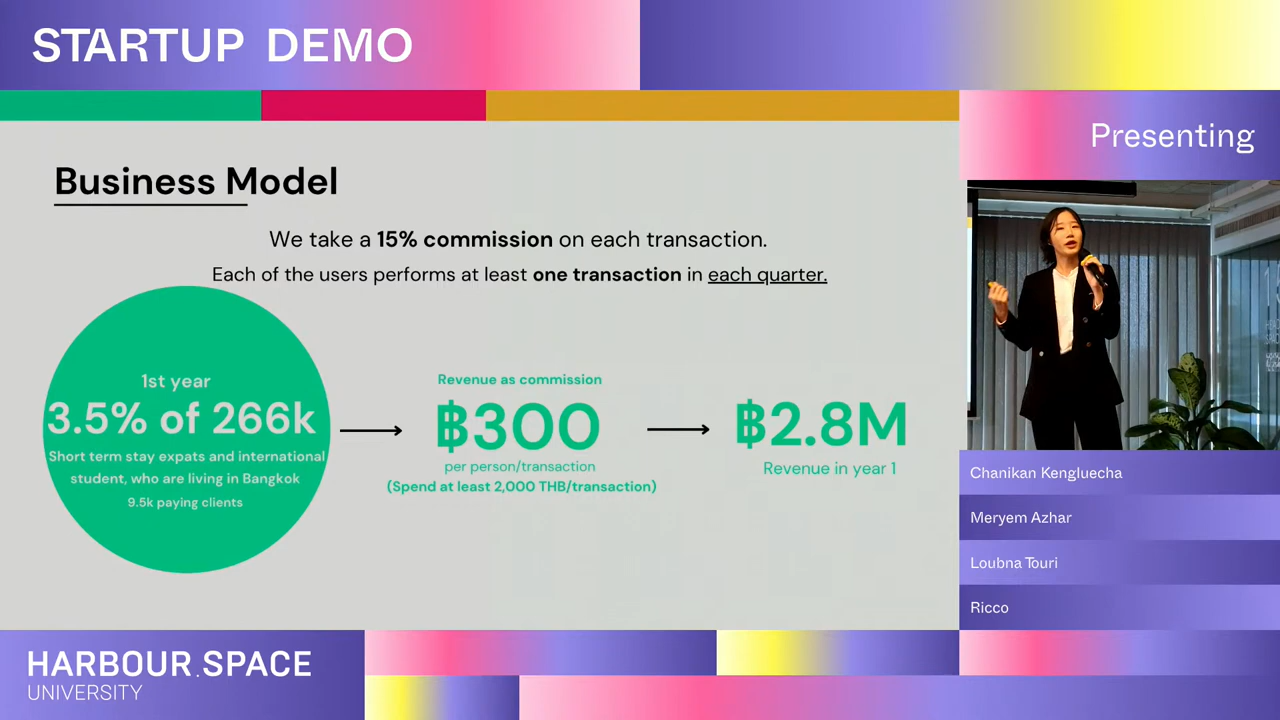 STARTUP DEMO
Presenting
Business Model
We take a 15% commission on each transaction.
Each of the users performs at least one transaction in each quarter.
1st year
3.5% of 266k
Short term stay expats and international
student, who are living in Bangkok
9.5k paying clients
Revenue as commission
฿300
per person/transaction
(Spend at least 2,000 THB/transaction)
฿2.8M
Revenue in year 1
Chanikan Kengluecha
Meryem Azhar
Loubna Touri
Ricco
HARBOUR.SPACE
UNIVERSITY